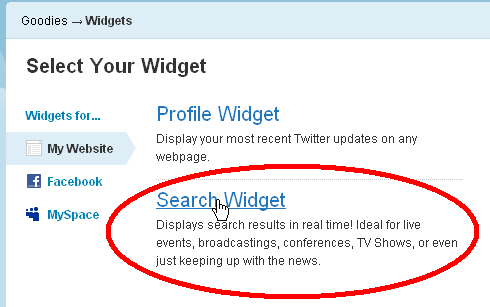 Goodies → Widgets
Select Your Widget
Widgets for...
My Website
Facebook
MySpace
Profile Widget
Display your most recent Twitter updates on any
webpage.
Search Widget
Displays search results in real time! Ideal for live
events, broadcastings, conferences, TV Shows, or even
just keeping up with the news.